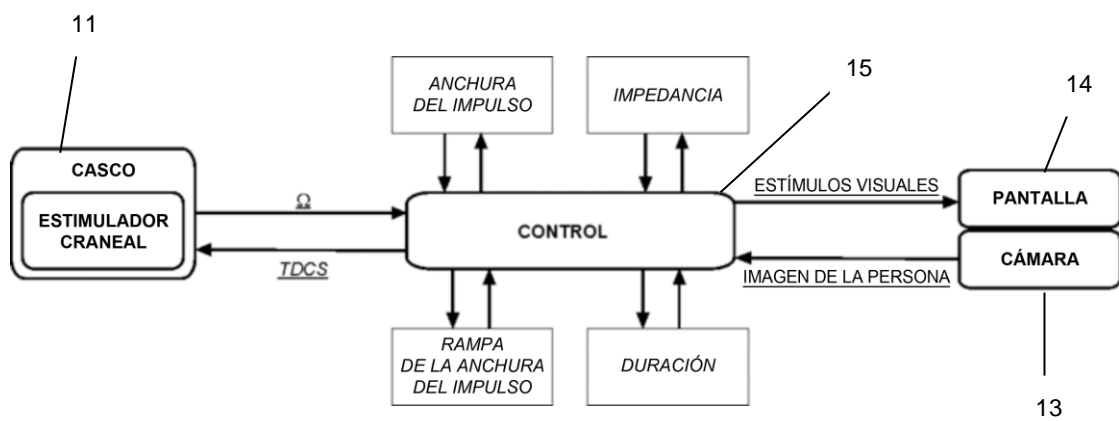 11
ANCHURA
DEL IMPULSO
IMPEDANCIA
15
14
CASCO
ESTIMULADOR
CRANEAL
Ω
TDCS
CONTROL
ESTÍMULOS VISUALES
PANTALLA
IMAGEN DE LA PERSONA
CÁMARA
RAMPA
DE LA ANCHURA
DEL IMPULSO
DURACIÓN
13